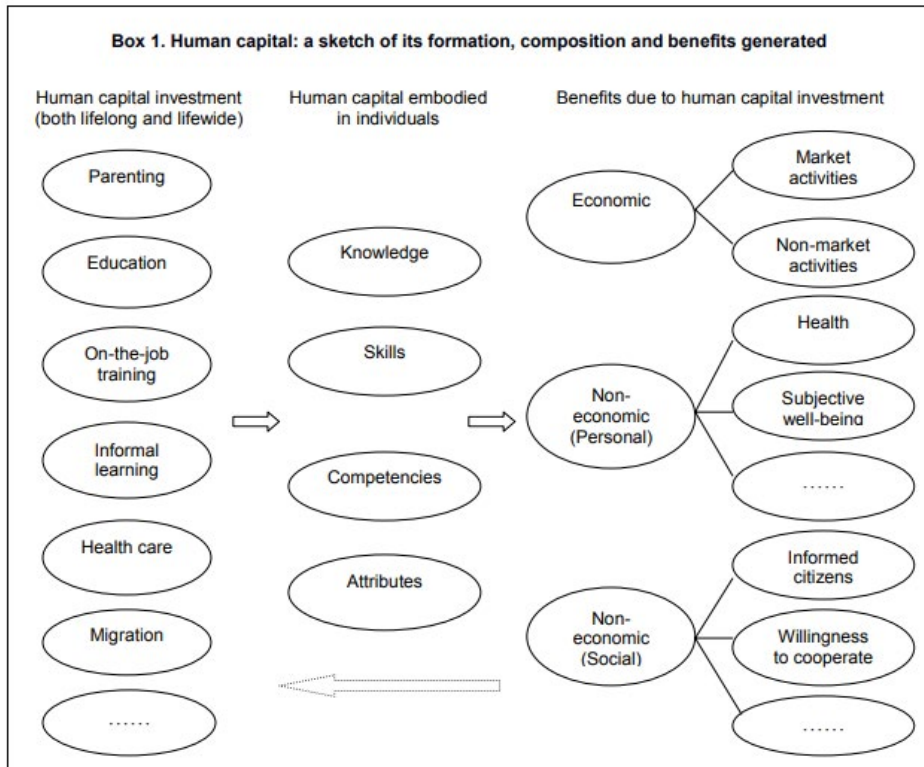 Box 1. Human capital: a sketch of its formation, composition and benefits generated
Human capital investment
(both lifelong and lifewide)
Parenting
Education
On-the-job
training
Informal
learning
Health care
Migration
……
Human capital embodied
in individuals
Knowledge
Skills
Competencies
Attributes
Benefits due to human capital investment
Economic
Market
activities
Non-market
activities
Non-
economic
(Personal)
Health
Subjective
well-being
……
Non-
economic
(Social)
Informed
citizens
Willingness
to cooperate
……